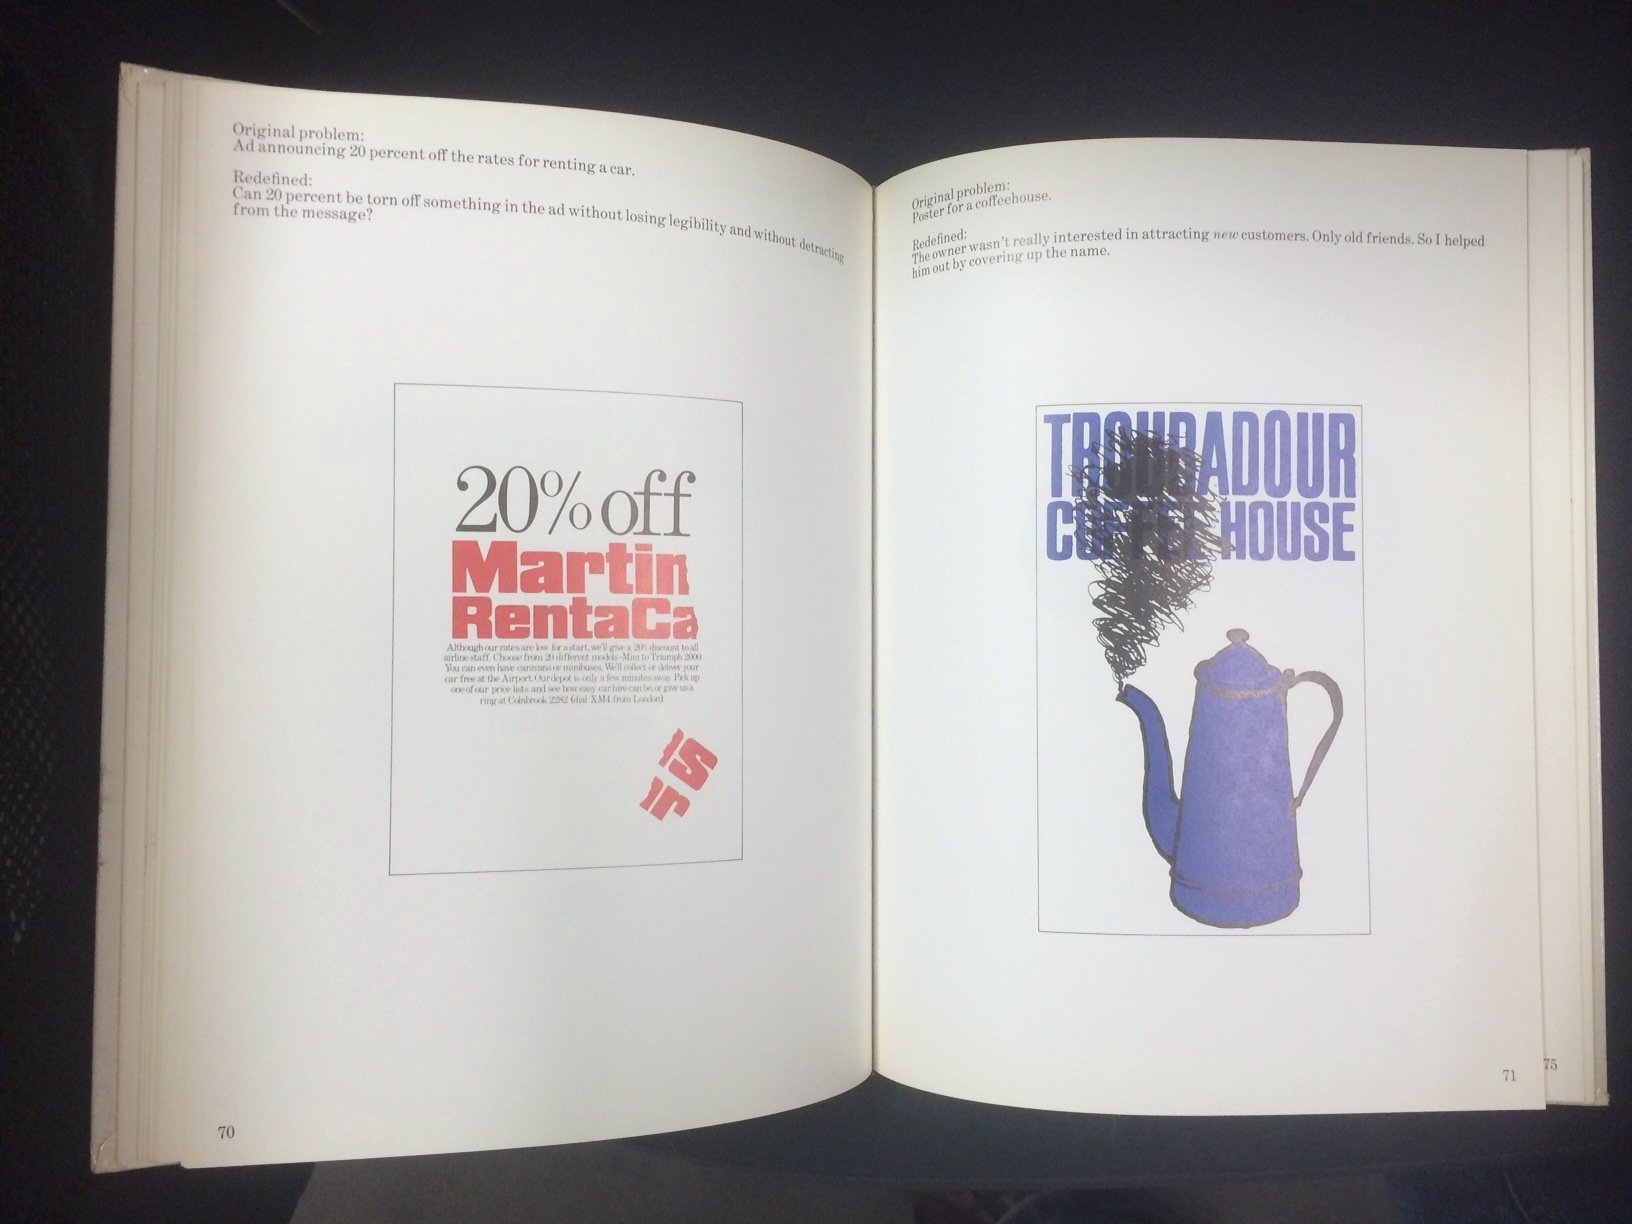 Original problem:
Ad announcing 20 percent off the rates for renting a car.
Redefined:
Can 20 percent be torn off something in the ad without losing legibility and without detracting
from the message?
20% off
Martin
RentaCa
Although our rates are low for a start, we'll give a 20% discount to all
airline staff. Choose from 20 different models-Mini to Triumph 2000.
You can even have caravans or minibuses. We'll collect or deliver your
car free at the Airport. Our depot is only a few minutes away. Pick up
one of our price lists and see how easy car hire can be, or give us a
ring at Colnbrook 2282 (dial XM4 from London).
's
r
70
Original problem:
Poster for a coffeehouse.
Redefined:
The owner wasn't really interested in attracting new customers. Only old friends. So I helped
him out by covering up the name.
TROUBADOUR
COFFEE HOUSE
71
75